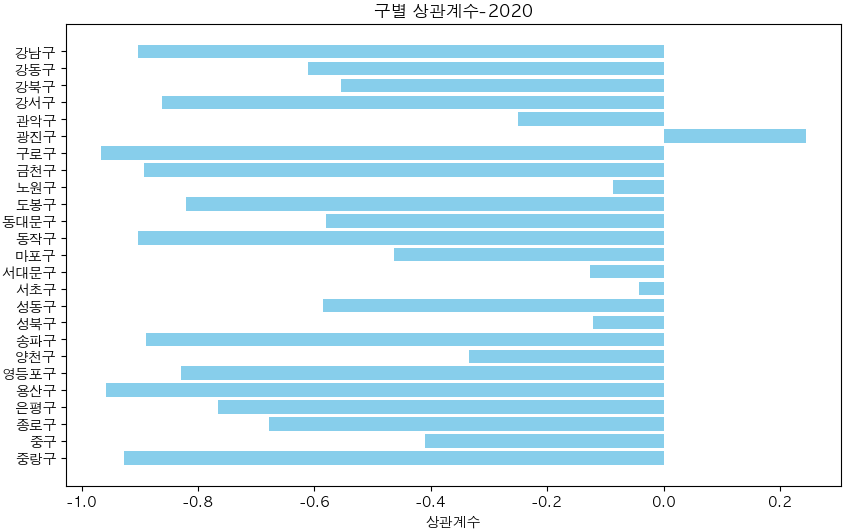 구별 상관계수-2020
강남구
강동구
강북구
강서구
관악구
광진구
구로구
금천구
노원구
도봉구
동대문구
동작구
마포구
서대문구
서초구
성동구
성북구
송파구
양천구
영등포구
용산구
은평구
종로구
중구
중랑구
-1.0 -0.8 -0.6 -0.4 -0.2 0.0 0.2
상관계수